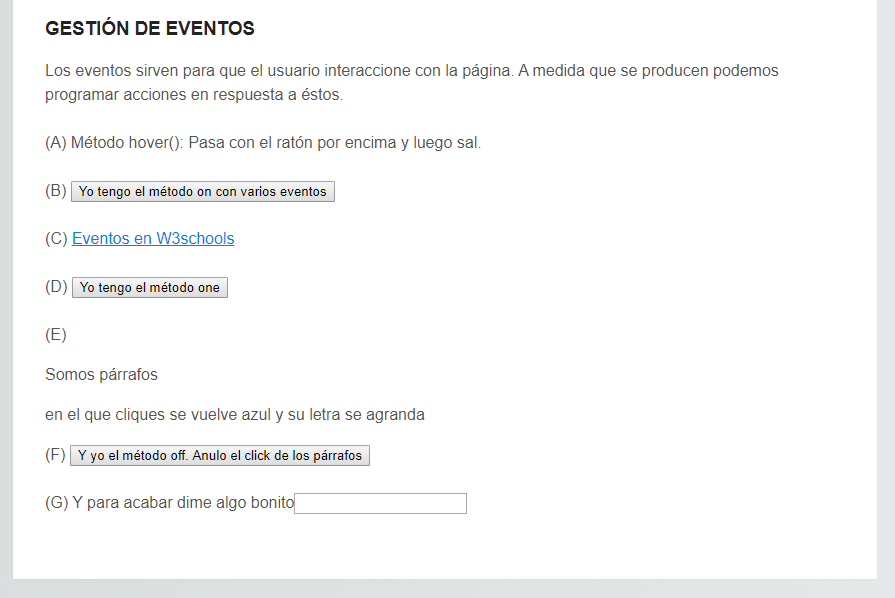 GESTIÓN DE EVENTOS
Los eventos sirven para que el usuario interaccione con la página. A medida que se producen podemos
programar acciones en respuesta a éstos.
(A) Método hover(): Pasa con el ratón por encima y luego sal.
(B) Yo tengo el método on con varios eventos
(C) Eventos en W3schools
(D) Yo tengo el método one
(E)
Somos párrafos
en el que cliques se vuelve azul y su letra se agranda
(F) Y yo el método off. Anulo el click de los párrafos
(G) Y para acabar dime algo bonito